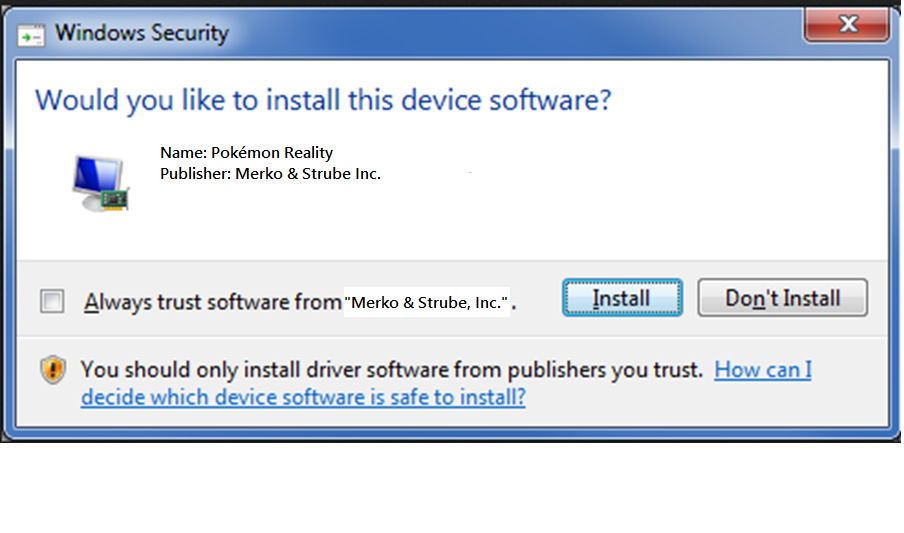 Windows Security
Would you like to install this device software?
Name: Pokémon Reality
Publisher: Merko & Strube Inc.
Always trust software from "Merko & Strube, Inc.".
Install
Don't Install
You should only install driver software from publishers you trust. How can I
decide which device software is safe to install?